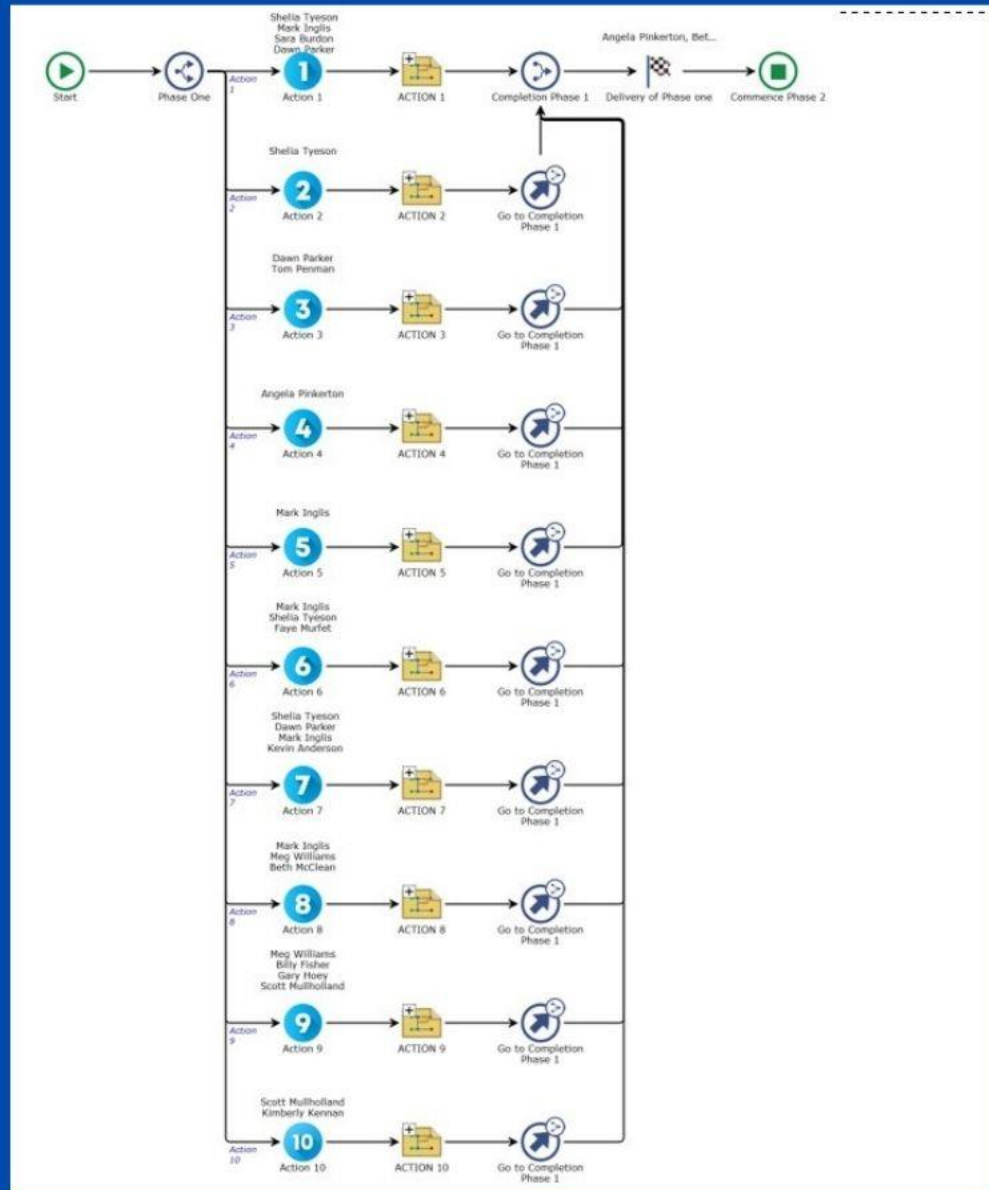 Shelia Tyeson
Mark Inglis
Sara Burdon
Dawn Parker
Angela Pinkerton, Bet...
1
Action
1
Start
Phase One
Action 1
ACTION 1
Completion Phase 1
Delivery of Phase one
Commence Phase 2
Shelia Tyeson
2
Action
2
Action 2
ACTION 2
Go to Completion
Phase 1
Dawn Parker
Tom Penman
3
Action
3
Action 3
ACTION 3
Go to Completion
Phase 1
Angela Pinkerton
4
Action
4
Action 4
ACTION 4
Go to Completion
Phase 1
Mark Inglis
5
Action
5
Action 5
ACTION 5
Go to Completion
Phase 1
Mark Inglis
Shelia Tyeson
Faye Murfet
6
Action
6
Action 6
ACTION 6
Go to Completion
Phase 1
Shelia Tyeson
Dawn Parker
Mark Inglis
Kevin Anderson
7
Action
7
Action 7
ACTION 7
Go to Completion
Phase 1
Mark Inglis
Meg Williams
Beth McClean
8
Action
8
Action 8
ACTION 8
Go to Completion
Phase 1
Meg Williams
Billy Fisher
Gary Hoey
Scott Mullholland
9
Action
9
Action 9
ACTION 9
Go to Completion
Phase 1
Scott Mullholland
Kimberly Kennan
10
Action
10
Action 10
ACTION 10
Go to Completion
Phase 1